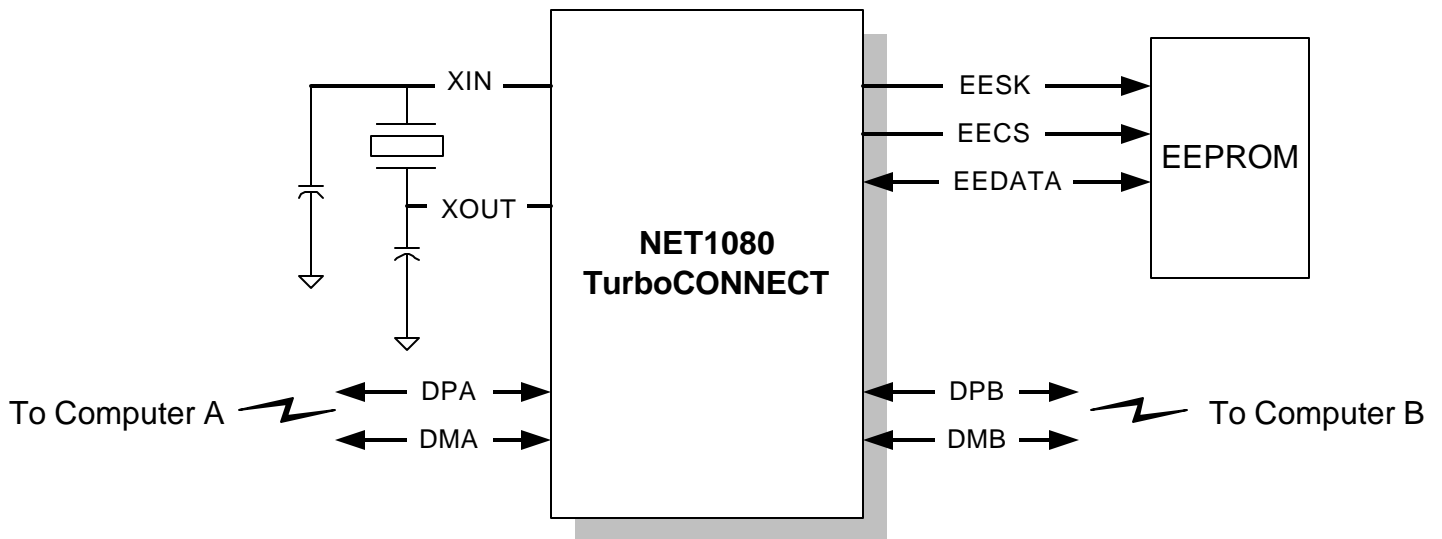 XIN
XOUT
NET1080
TurboCONNECT
EESK
EECS
EEDATA
EEPROM
To Computer A
DPA
DMA
DPB
DMB
To Computer B